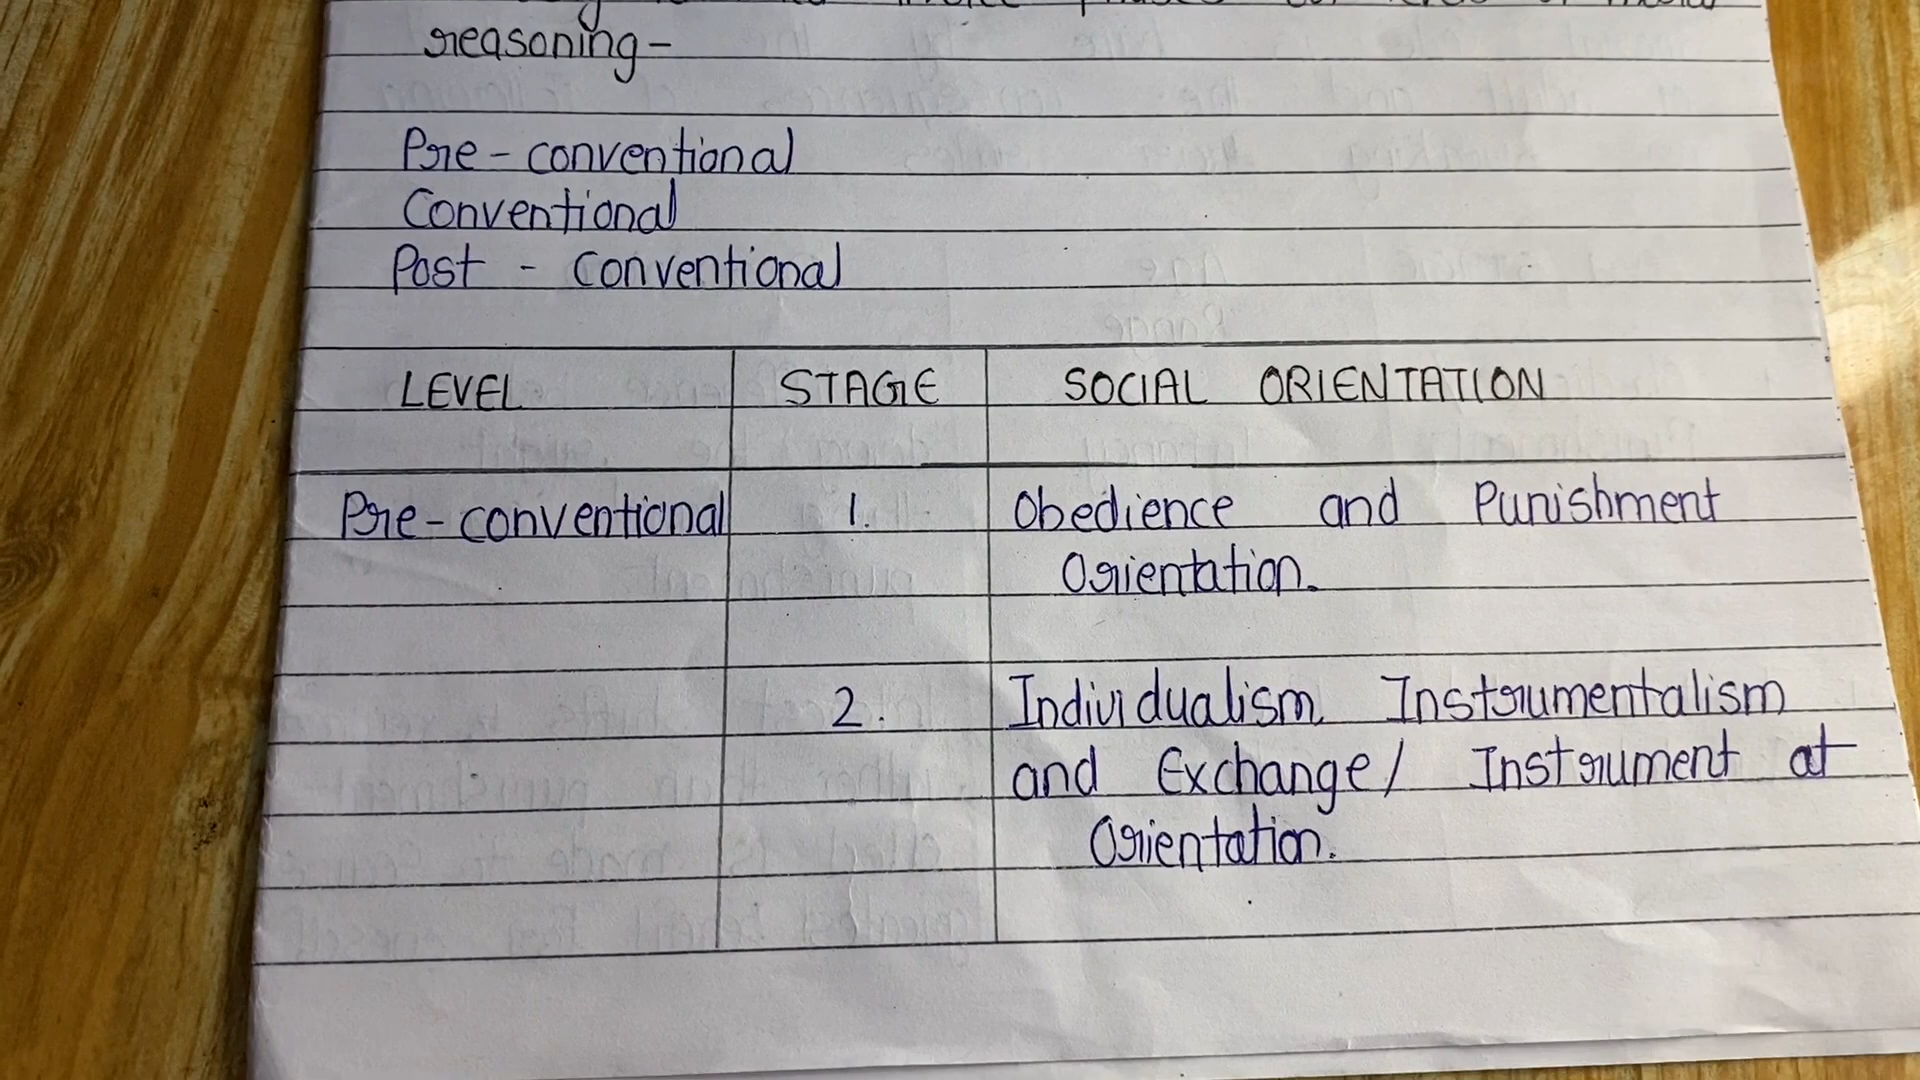 phases
reasoning-
Pre-conventional
Conventional
Post - Conventional
LEVEL STAGE SOCIAL ORIENTATION
Pre-conventional 1. Obedience and Punishment
Orientation.
2. Individualism Instrumentalism
and Exchange/ Instrument at
Orientation.